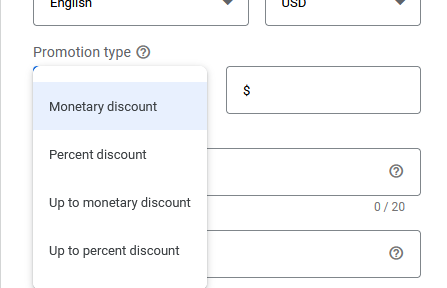 English
USD
Promotion type
Monetary discount
$
Percent discount
Up to monetary discount
0 / 20
Up to percent discount